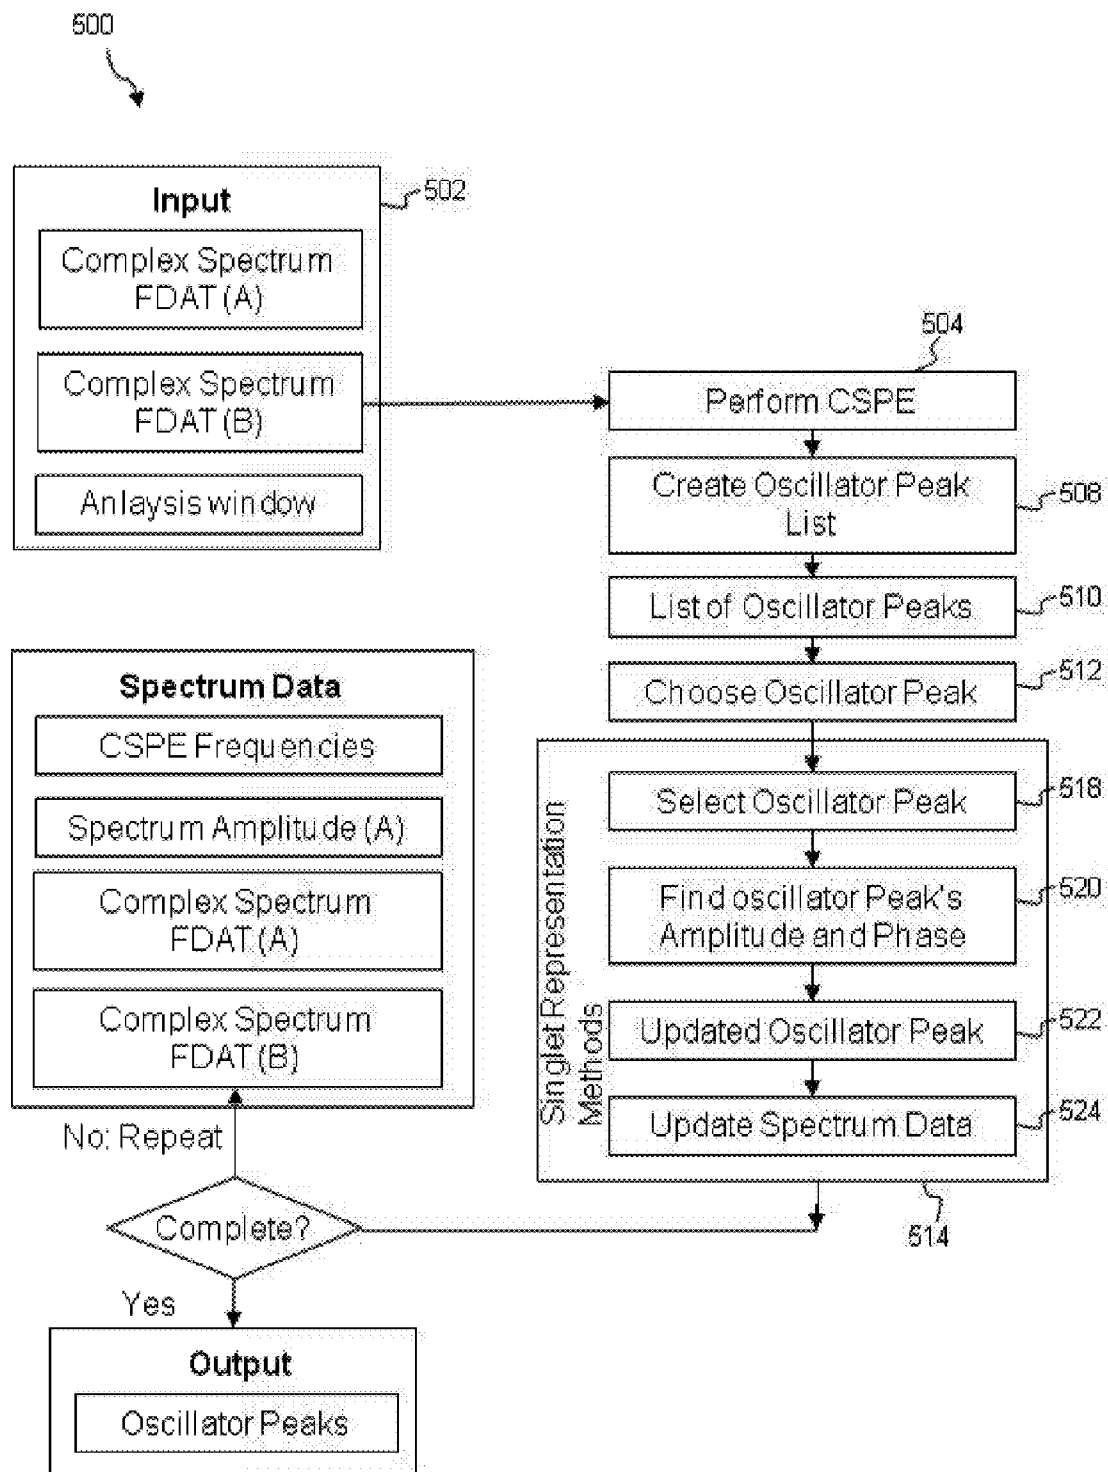 500
Input
502
Complex Spectrum
FDAT (A)
Complex Spectrum
FDAT (B)
Anlaysis window
504
Perform CSPE
Create Oscillator Peak
List
508
List of Oscillator Peaks
510
Choose Oscillator Peak
512
Singlet Representation
Methods
Select Oscillator Peak
518
Find oscillator Peak's
Amplitude and Phase
520
Updated Oscillator Peak
522
Update Spectrum Data
524
514
Spectrum Data
CSPE Frequencies
Spectrum Amplitude (A)
Complex Spectrum
FDAT (A)
Complex Spectrum
FDAT (B)
No: Repeat
Complete?
Yes
Output
Oscillator Peaks